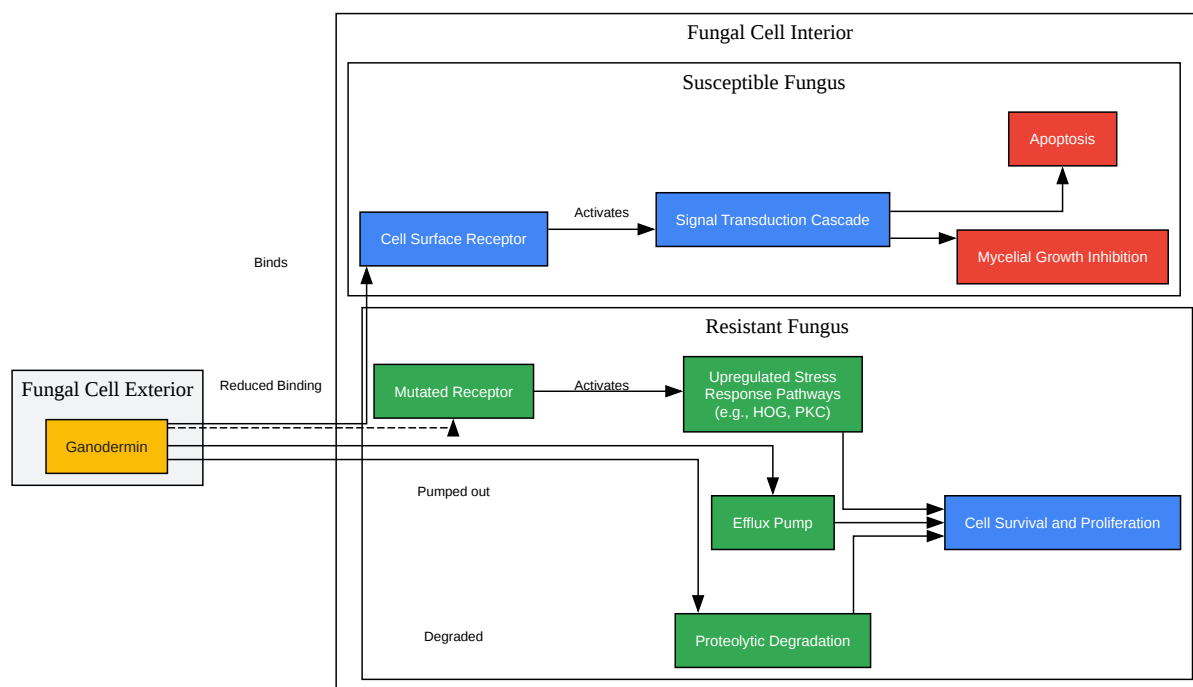 Fungal Cell Interior
Susceptible Fungus
Apoptosis
Activates
Signal Transduction Cascade
Cell Surface Receptor
Mycelial Growth Inhibition
Binds
Resistant Fungus
Fungal Cell Exterior
Reduced Binding
Mutated Receptor
Activates
Upregulated Stress
Response Pathways
(e.g., HOG, PKC)
Ganodermin
Pumped out
Efflux Pump
Cell Survival and Proliferation
Degraded
Proteolytic Degradation